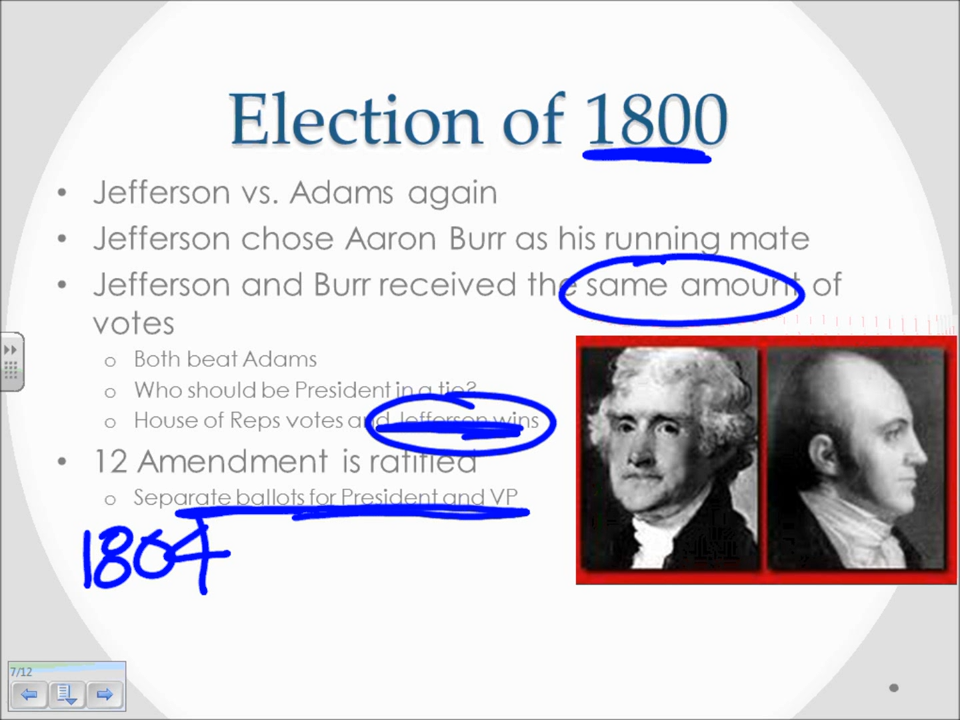 Election of 1800
• Jefferson vs. Adams again
• Jefferson chose Aaron Burr as his running mate
• Jefferson and Burr received the same amount of
votes
o Both beat Adams
o Who should be President in a tie?
o House of Reps votes and Jefferson wins
• 12 Amendment is ratified
o Separate ballots for President and VP
1804
7/12